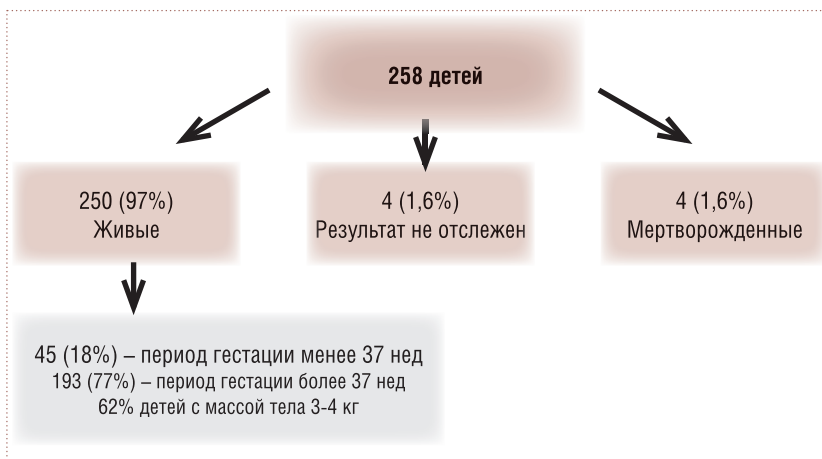 258 детей
250 (97%)
Живые
4 (1,6%)
Результат не отслежен
4 (1,6%)
Мертворожденные
45 (18%) – период гестации менее 37 нед
193 (77%) – период гестации более 37 нед
62% детей с массой тела 3-4 кг